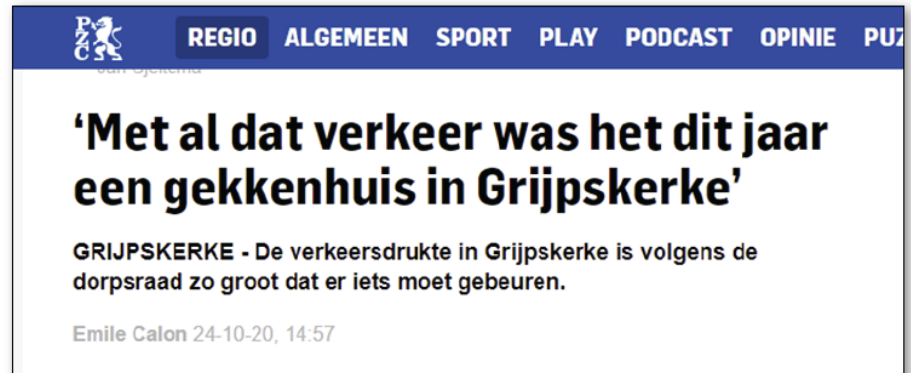 PZC REGIO ALGEMEEN SPORT PLAY PODCAST OPINIE
‘Met al dat verkeer was het dit jaar
een gekkenhuis in Grijpskerke’
GRIJPSKERKE - De verkeersdrukte in Grijpskerke is volgens de
dorpsraad zo groot dat er iets moet gebeuren.
Emile Calon 24-10-20, 14:57